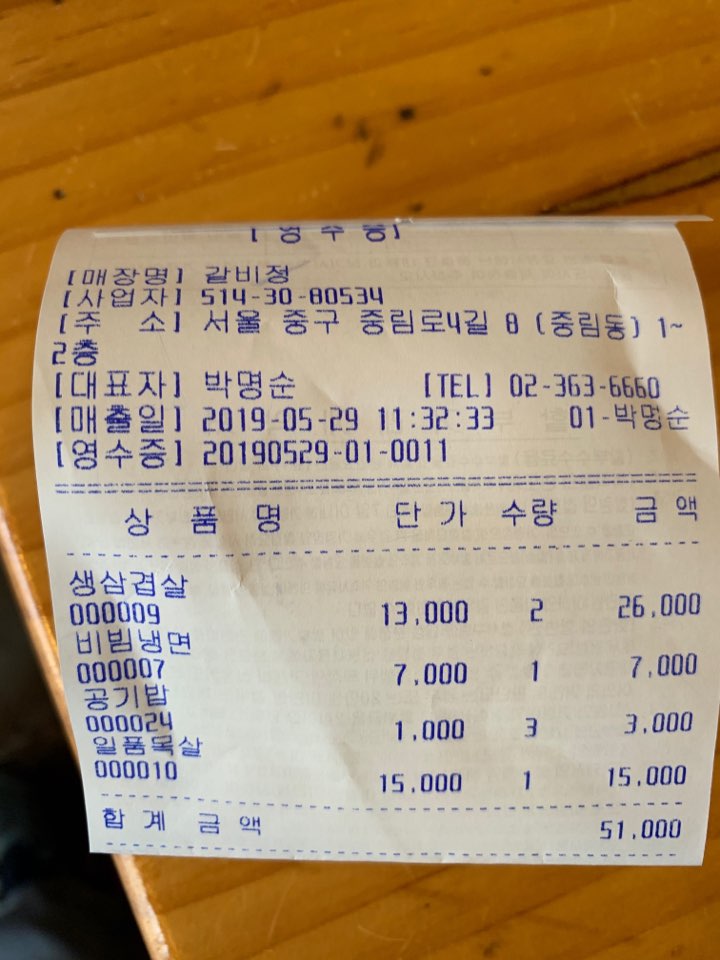 [영수증]
[매장명] 갈비정
[사업자] 514-30-80534
[주 소] 서울 중구 중림로4길 8 (중림동) 1~
2층
[대표자] 박명순 [TEL] 02-363-6660
[매출일] 2019-05-29 11:32:33 01-박명순
[영수증] 20190529-01-0011
상 품 명 단 가 수량 금 액
생삼겹살
000009 13,000 2 26,000
비빔냉면
000007 7,000 1 7,000
공기밥
000024 1,000 3 3,000
일품목살
000010 15,000 1 15,000
합 계 금 액 51,000